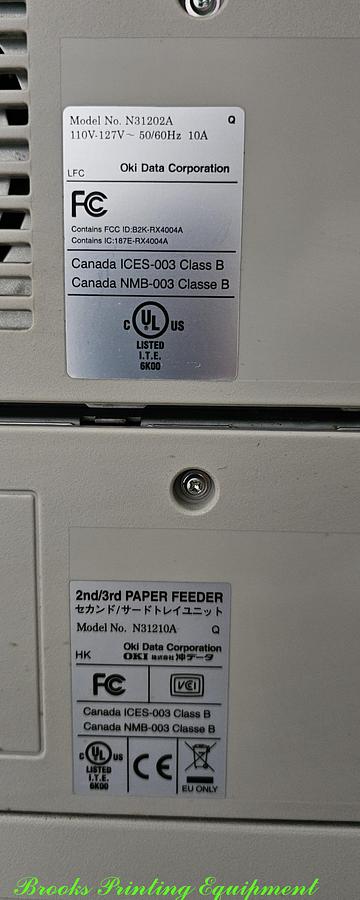 Model No. N31202A Q
110V-127V~ 50/60Hz 10A
LFC Oki Data Corporation
FC
Contains FCC ID:B2K-RX4004A
Contains IC:187E-RX4004A
Canada ICES-003 Class B
Canada NMB-003 Classe B
C UL US
LISTED
I.T.E.
6K00
2nd/3rd PAPER FEEDER
セカンド/サードトレイユニット
Model No. N31210A Q
Oki Data Corporation
HK OKI 株式会社沖データ
FC VCI
Canada ICES-003 Class B
Canada NMB-003 Classe B
C UL US
LISTED
I.T.E.
6K00
CE
EU ONLY
Brooks Printing Equipment